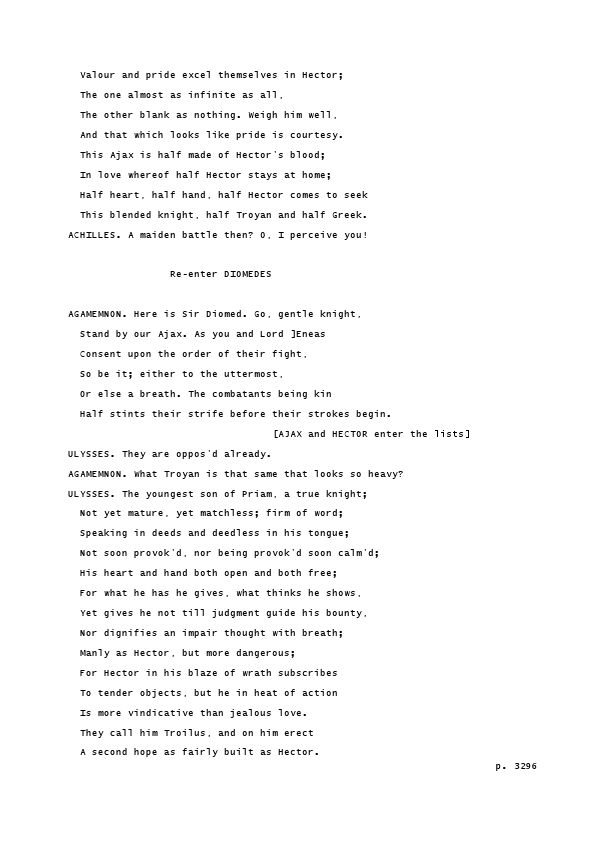 Valour and pride excel themselves in Hector;
The one almost as infinite as all,
The other blank as nothing. Weigh him well,
And that which looks like pride is courtesy.
This Ajax is half made of Hector's blood;
In love whereof half Hector stays at home;
Half heart, half hand, half Hector comes to seek
This blended knight, half Troyan and half Greek.
ACHILLES. A maiden battle then? O, I perceive you!
Re-enter DIOMEDES
AGAMEMNON. Here is Sir Diomed. Go, gentle knight,
Stand by our Ajax. As you and Lord ]Eneas
Consent upon the order of their fight,
So be it; either to the uttermost,
Or else a breath. The combatants being kin
Half stints their strife before their strokes begin.
[AJAX and HECTOR enter the lists]
ULYSSES. They are oppos'd already.
AGAMEMNON. What Troyan is that same that looks so heavy?
ULYSSES. The youngest son of Priam, a true knight;
Not yet mature, yet matchless; firm of word;
Speaking in deeds and deedless in his tongue;
Not soon provok'd, nor being provok'd soon calm'd;
His heart and hand both open and both free;
For what he has he gives, what thinks he shows,
Yet gives he not till judgment guide his bounty,
Nor dignifies an impair thought with breath;
Manly as Hector, but more dangerous;
For Hector in his blaze of wrath subscribes
To tender objects, but he in heat of action
Is more vindicative than jealous love.
They call him Troilus, and on him erect
A second hope as fairly built as Hector.
p. 3296